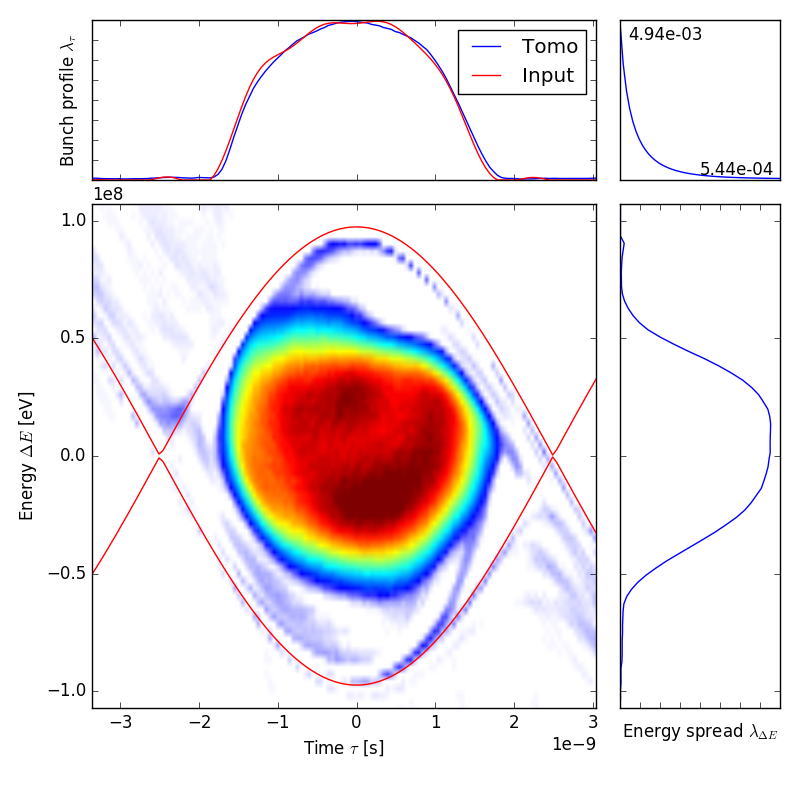 Bunch profile λτ
Tomo
Input
4.94e-03
5.44e-04
1e8
1.0
0.5
0.0
−0.5
−1.0
Energy ΔE [eV]
−3 −2 −1 0 1 2 3
Time τ [s]
1e−9
Energy spread λΔE